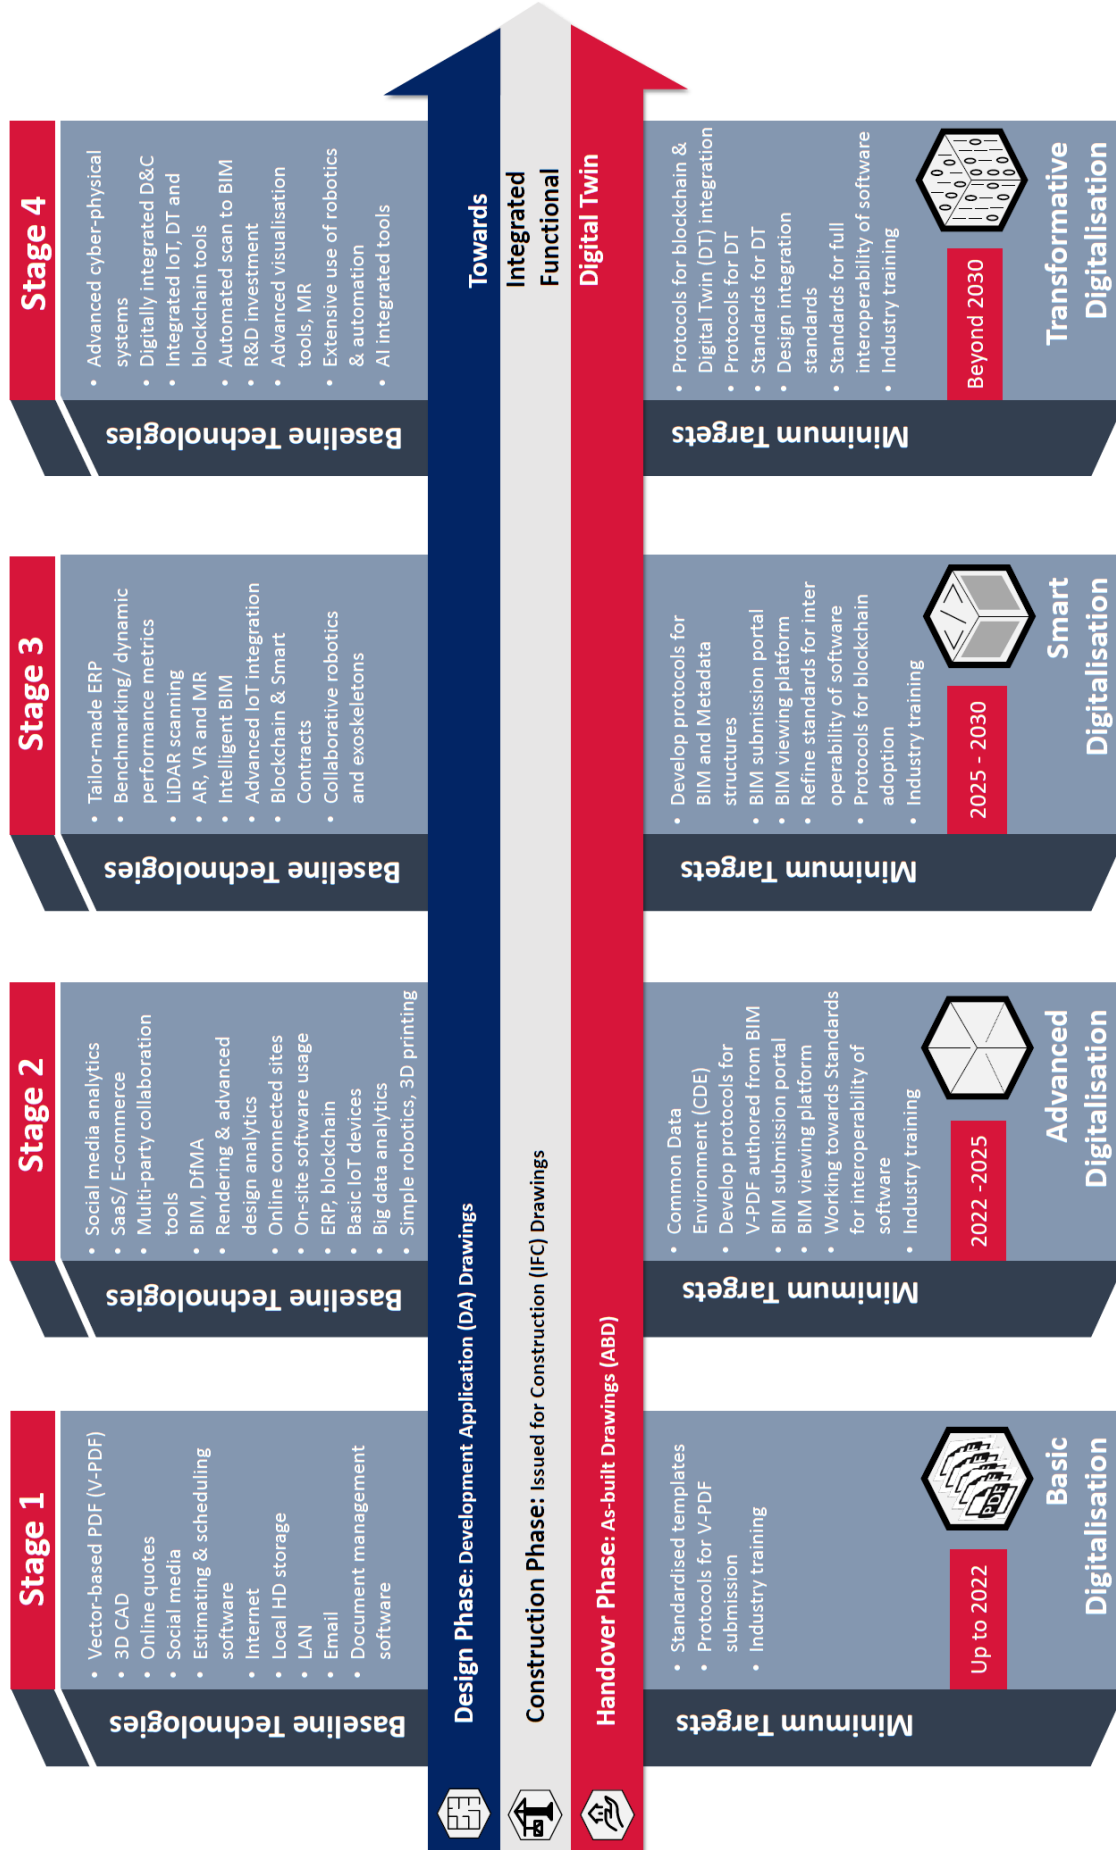 Stage 1
Baseline Technologies
• Vector-based PDF (V-PDF)
• 3D CAD
• Online quotes
• Social media
• Estimating & scheduling
software
• Internet
• Local HD storage
• LAN
• Email
• Document management
software
Stage 2
Baseline Technologies
• Social media analytics
• SaaS/ E-commerce
• Multi-party collaboration
tools
• BIM, DfMA
• Rendering & advanced
design analytics
• Online connected sites
• On-site software usage
• ERP, blockchain
• Basic IoT devices
• Big data analytics
• Simple robotics, 3D printing
Stage 3
Baseline Technologies
• Tailor-made ERP
• Benchmarking/ dynamic
performance metrics
• LiDAR scanning
• AR, VR and MR
• Intelligent BIM
• Advanced IoT integration
• Blockchain & Smart
Contracts
• Collaborative robotics
and exoskeletons
Stage 4
Baseline Technologies
• Advanced cyber-physical
systems
• Digitally integrated D&C
• Integrated IoT, DT and
blockchain tools
• Automated scan to BIM
• R&D investment
• Advanced visualisation
tools, MR
• Extensive use of robotics
& automation
• AI integrated tools
Design Phase: Development Application (DA) Drawings
Construction Phase: Issued for Construction (IFC) Drawings
Handover Phase: As-built Drawings (ABD)
Towards
Integrated
Functional
Digital Twin
Minimum Targets
• Standardised templates
• Protocols for V-PDF
submission
• Industry training
Up to 2022
PDF
Basic
Digitalisation
Minimum Targets
• Common Data
Environment (CDE)
• Develop protocols for
V-PDF authored from BIM
• BIM submission portal
• BIM viewing platform
• Working towards Standards
for interoperability of
software
• Industry training
2022 -2025
Advanced
Digitalisation
Minimum Targets
• Develop protocols for
BIM and Metadata
structures
• BIM submission portal
• BIM viewing platform
• Refine standards for inter
operability of software
• Protocols for blockchain
adoption
• Industry training
2025 - 2030
</>
Smart
Digitalisation
Minimum Targets
• Protocols for blockchain &
Digital Twin (DT) integration
• Protocols for DT
• Standards for DT
• Design integration
standards
• Standards for full
interoperability of software
• Industry training
Beyond 2030
Transformative
Digitalisation